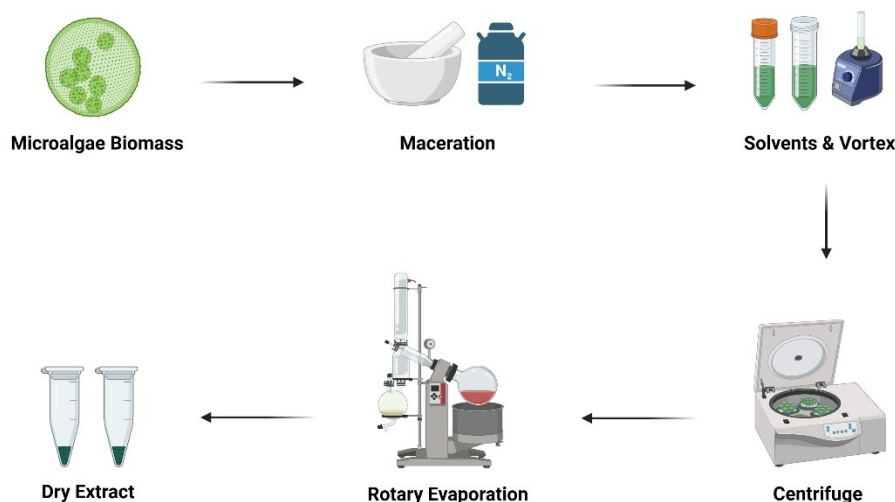 N₂
Microalgae Biomass
Maceration
Solvents & Vortex
Dry Extract
Rotary Evaporation
Centrifuge